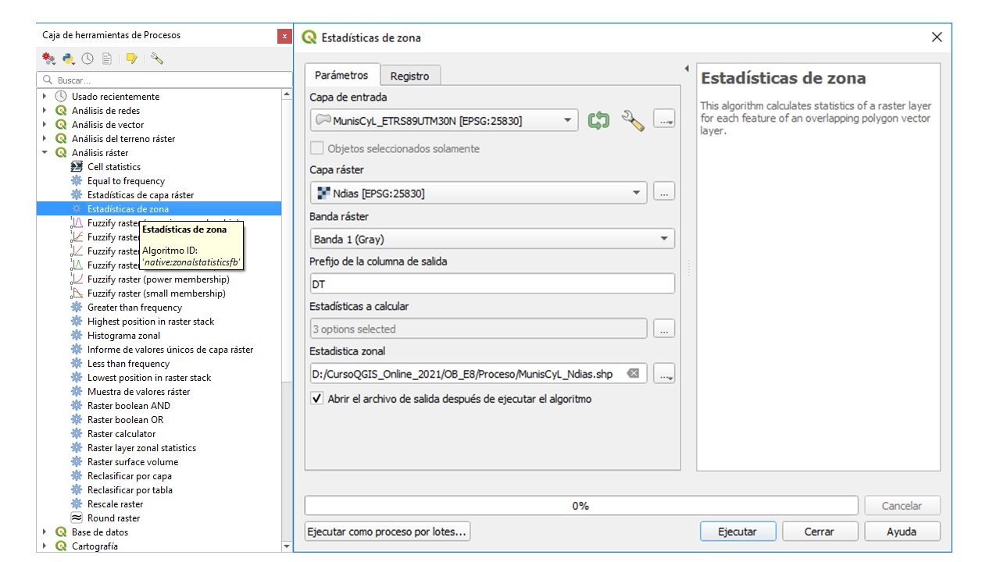 Caja de herramientas de Procesos
Buscar...
Usado recientemente
Análisis de redes
Análisis de vector
Análisis del terreno ráster
Análisis ráster
Cell statistics
Equal to frequency
Estadísticas de capa ráster
Estadísticas de zona
Fuzzify raster
Fuzzify raster
Fuzzify raster
Fuzzify raster
Fuzzify raster (power membership)
Fuzzify raster (small membership)
Greater than frequency
Highest position in raster stack
Histograma zonal
Informe de valores únicos de capa ráster
Less than frequency
Lowest position in raster stack
Muestra de valores ráster
Raster boolean AND
Raster boolean OR
Raster calculator
Raster layer zonal statistics
Raster surface volume
Reclasificar por capa
Reclasificar por tabla
Rescale raster
Round raster
Base de datos
Cartografía
Estadísticas de zona
Algoritmo ID:
'native:zonalstatisticsfb'
Estadísticas de zona
Parámetros
Registro
Capa de entrada
MunisCyL_ETRS89UTM30N [EPSG:25830]
...
Objetos seleccionados solamente
Capa ráster
Ndias [EPSG:25830]
...
Banda ráster
Banda 1 (Gray)
Prefijo de la columna de salida
DT
Estadísticas a calcular
3 options selected
...
Estadistica zonal
D:/CursoQGIS_Online_2021/OB_E8/Proceso/MunisCyL_Ndias.shp
...
Abrir el archivo de salida después de ejecutar el algoritmo
Estadísticas de zona
This algorithm calculates statistics of a raster layer
for each feature of an overlapping polygon vector
layer.
0%
Cancelar
Ejecutar como proceso por lotes...
Ejecutar
Cerrar
Ayuda